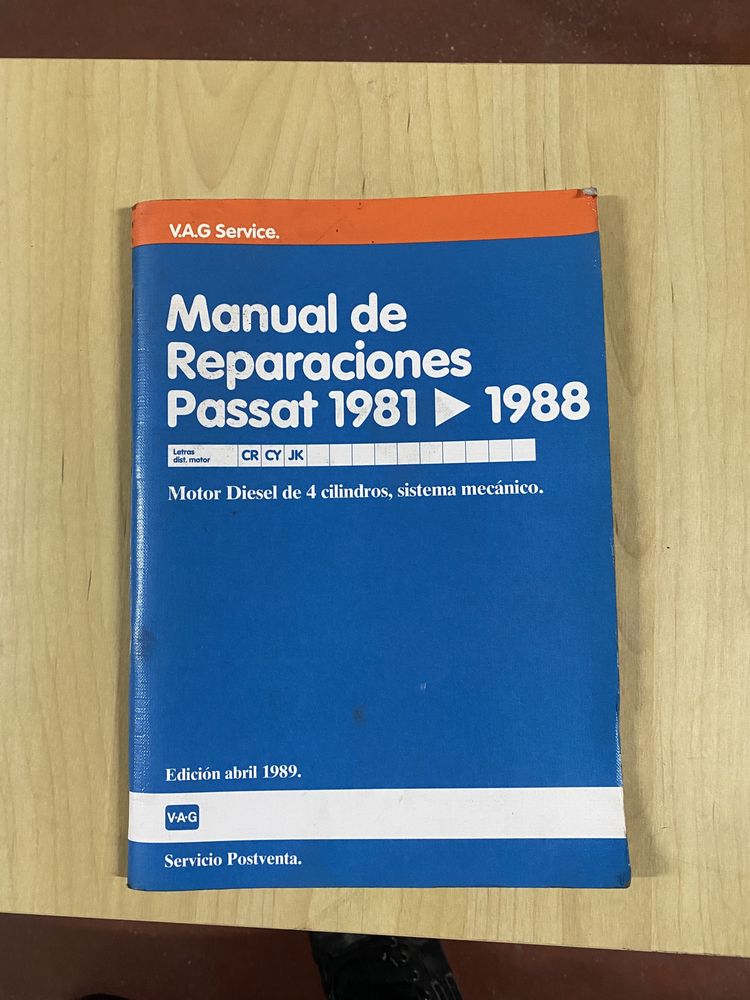 V.A.G Service.
Manual de
Reparaciones
Passat 1981 ▶ 1988
Letras
dist. motor
CR CY JK
Motor Diesel de 4 cilindros, sistema mecánico.
Edición abril 1989.
V·A·G
Servicio Postventa.